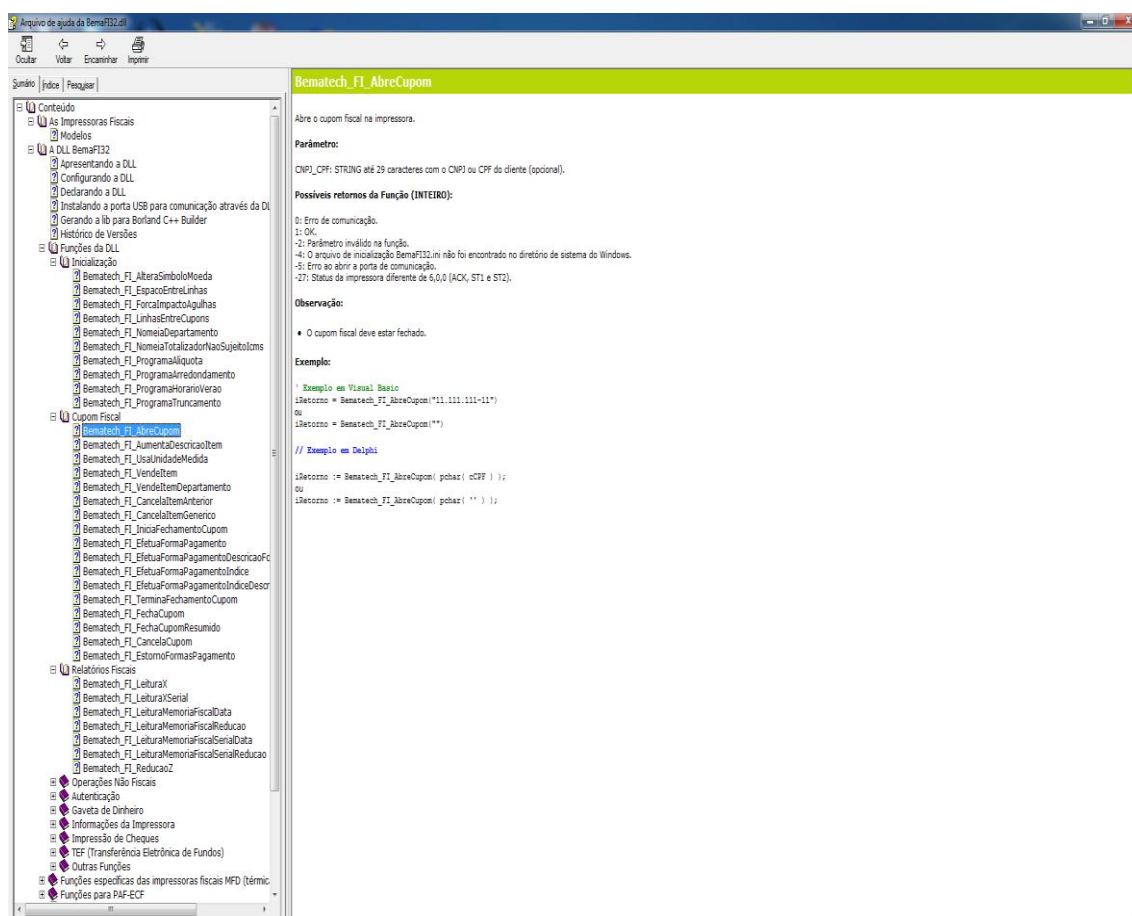 Arquivo de ajuda da BemaFI32.dll
Ocultar Voltar Encaminhar Imprimir
Sumário Índice Pesquisar
Conteúdo
As Impressoras Fiscais
Modelos
A DLL BemaFI32
Apresentando a DLL
Configurando a DLL
Declarando a DLL
Instalando a porta USB para comunicação através da DL
Gerando a lib para Borland C++ Builder
Histórico de Versões
Funções da DLL
Inicialização
Bematech_FI_AlteraSimboloMoeda
Bematech_FI_EspacoEntreLinhas
Bematech_FI_ForcaImpactoAgulhas
Bematech_FI_LinhasEntreCupons
Bematech_FI_NomeiaDepartamento
Bematech_FI_NomeiaTotalizadorNaoSujeitoIcms
Bematech_FI_ProgramaAliquota
Bematech_FI_ProgramaArredondamento
Bematech_FI_ProgramaHorarioVerao
Bematech_FI_ProgramaTruncamento
Cupom Fiscal
Bematech_FI_AbreCupom
Bematech_FI_AumentaDescricaoItem
Bematech_FI_UsaUnidadeMedida
Bematech_FI_VendeItem
Bematech_FI_VendeItemDepartamento
Bematech_FI_CancelaItemAnterior
Bematech_FI_CancelaItemGenerico
Bematech_FI_IniciaFechamentoCupom
Bematech_FI_EfetuaFormaPagamento
Bematech_FI_EfetuaFormaPagamentoDescricaoFo
Bematech_FI_EfetuaFormaPagamentoIndice
Bematech_FI_EfetuaFormaPagamentoIndiceDescr
Bematech_FI_TerminaFechamentoCupom
Bematech_FI_FechaCupom
Bematech_FI_FechaCupomResumido
Bematech_FI_CancelaCupom
Bematech_FI_EstornoFormasPagamento
Relatórios Fiscais
Bematech_FI_LeituraX
Bematech_FI_LeituraXSerial
Bematech_FI_LeituraMemoriaFiscalData
Bematech_FI_LeituraMemoriaFiscalReducao
Bematech_FI_LeituraMemoriaFiscalSerialData
Bematech_FI_LeituraMemoriaFiscalSerialReducao
Bematech_FI_ReducaoZ
Operações Não Fiscais
Autenticação
Gaveta de Dinheiro
Informações da Impressora
Impressão de Cheques
TEF (Transferência Eletrônica de Fundos)
Outras Funções
Funções específicas das impressoras fiscais MFD (térmic
Funções para PAF-ECF
Bematech_FI_AbreCupom
Abre o cupom fiscal na impressora.
Parâmetro:
CNPJ_CPF: STRING até 29 caracteres com o CNPJ ou CPF do cliente (opcional).
Possíveis retornos da Função (INTEIRO):
0: Erro de comunicação.
1: OK.
-2: Parâmetro inválido na função.
-4: O arquivo de inicialização BemaFI32.ini não foi encontrado no diretório de sistema do Windows.
-5: Erro ao abrir a porta de comunicação.
-27: Status da impressora diferente de 6,0,0 (ACK, ST1 e ST2).
Observação:
• O cupom fiscal deve estar fechado.
Exemplo:
' Exemplo em Visual Basic
iRetorno = Bematech_FI_AbreCupom("11.111.111-11")
ou
iRetorno = Bematech_FI_AbreCupom("")
// Exemplo em Delphi
iRetorno := Bematech_FI_AbreCupom( pchar( cCPF ) );
ou
iRetorno := Bematech_FI_AbreCupom( pchar( '' ) );